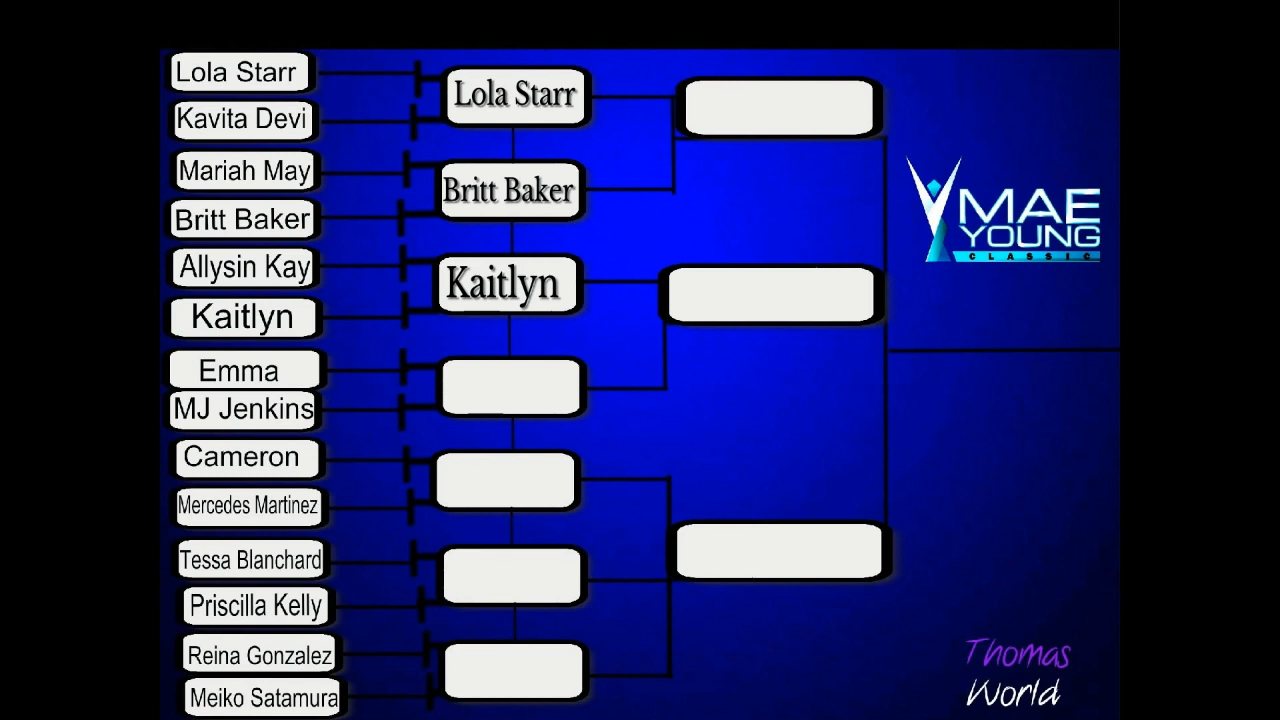 Lola Starr
Kavita Devi
Mariah May
Britt Baker
Allysin Kay
Kaitlyn
Emma
MJ Jenkins
Cameron
Mercedes Martinez
Tessa Blanchard
Priscilla Kelly
Reina Gonzalez
Meiko Satamura
Lola Starr
Britt Baker
Kaitlyn
MAE
YOUNG
CLASSIC
Thomas
World